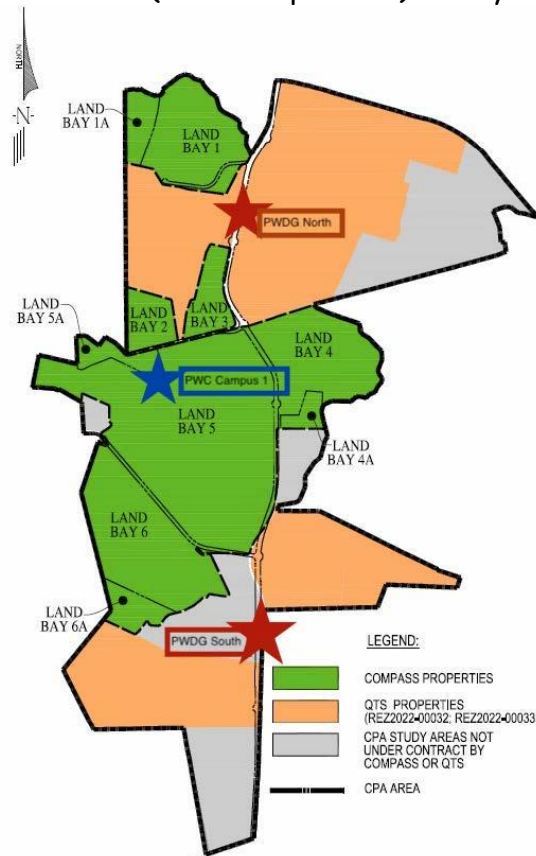 NORTH
-N-
LAND
BAY 1A
LAND
BAY 1
PWDG North
LAND
BAY 5A
LAND
BAY 2
LAND
BAY 3
LAND
BAY 4
PWC Campus 1
LAND
BAY 5
LAND
BAY 4A
LAND
BAY 6
LAND
BAY 6A
PWDG South
LEGEND:
COMPASS PROPERTIES
QTS PROPERTIES
(REZ2022-00032; REZ2022-00033
CPA STUDY AREAS NOT
UNDER CONTRACT BY
COMPASS OR QTS
CPA AREA